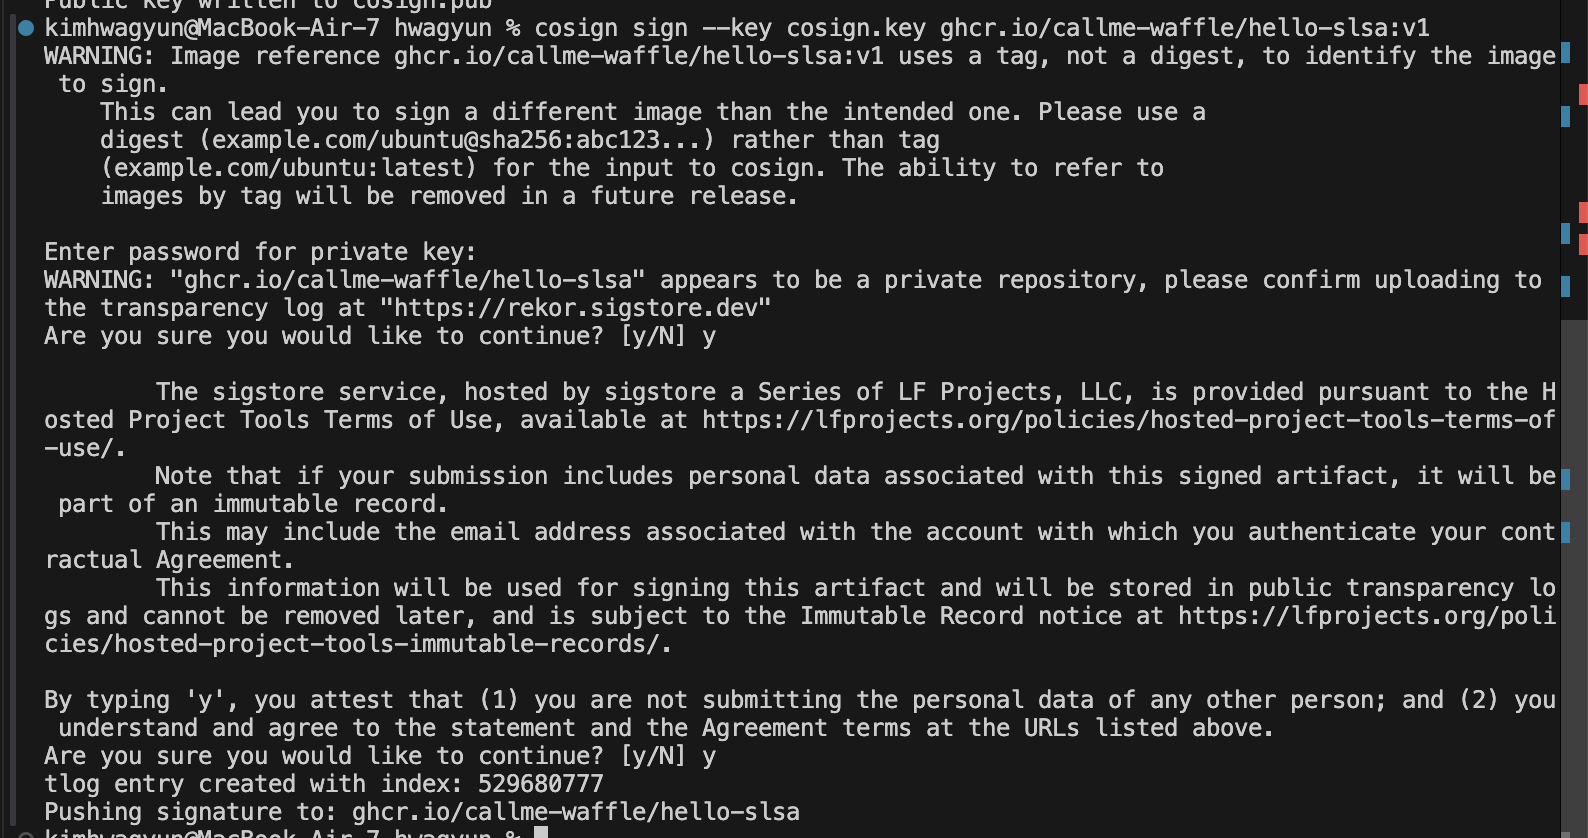 Public key written to cosign.pub
kimhwagyun@MacBook-Air-7 hwagyun % cosign sign --key cosign.key ghcr.io/callme-waffle/hello-slsa:v1
WARNING: Image reference ghcr.io/callme-waffle/hello-slsa:v1 uses a tag, not a digest, to identify the image
 to sign.
    This can lead you to sign a different image than the intended one. Please use a
    digest (example.com/ubuntu@sha256:abc123...) rather than tag
    (example.com/ubuntu:latest) for the input to cosign. The ability to refer to
    images by tag will be removed in a future release.
Enter password for private key:
WARNING: "ghcr.io/callme-waffle/hello-slsa" appears to be a private repository, please confirm uploading to
the transparency log at "https://rekor.sigstore.dev"
Are you sure you would like to continue? [y/N] y
        The sigstore service, hosted by sigstore a Series of LF Projects, LLC, is provided pursuant to the H
osted Project Tools Terms of Use, available at https://lfprojects.org/policies/hosted-project-tools-terms-of
-use/.
        Note that if your submission includes personal data associated with this signed artifact, it will be
 part of an immutable record.
        This may include the email address associated with the account with which you authenticate your cont
ractual Agreement.
        This information will be used for signing this artifact and will be stored in public transparency lo
gs and cannot be removed later, and is subject to the Immutable Record notice at https://lfprojects.org/poli
cies/hosted-project-tools-immutable-records/.
By typing 'y', you attest that (1) you are not submitting the personal data of any other person; and (2) you
 understand and agree to the statement and the Agreement terms at the URLs listed above.
Are you sure you would like to continue? [y/N] y
tlog entry created with index: 529680777
Pushing signature to: ghcr.io/callme-waffle/hello-slsa
kimhwagyun@MacBook-Air-7 hwagyun %